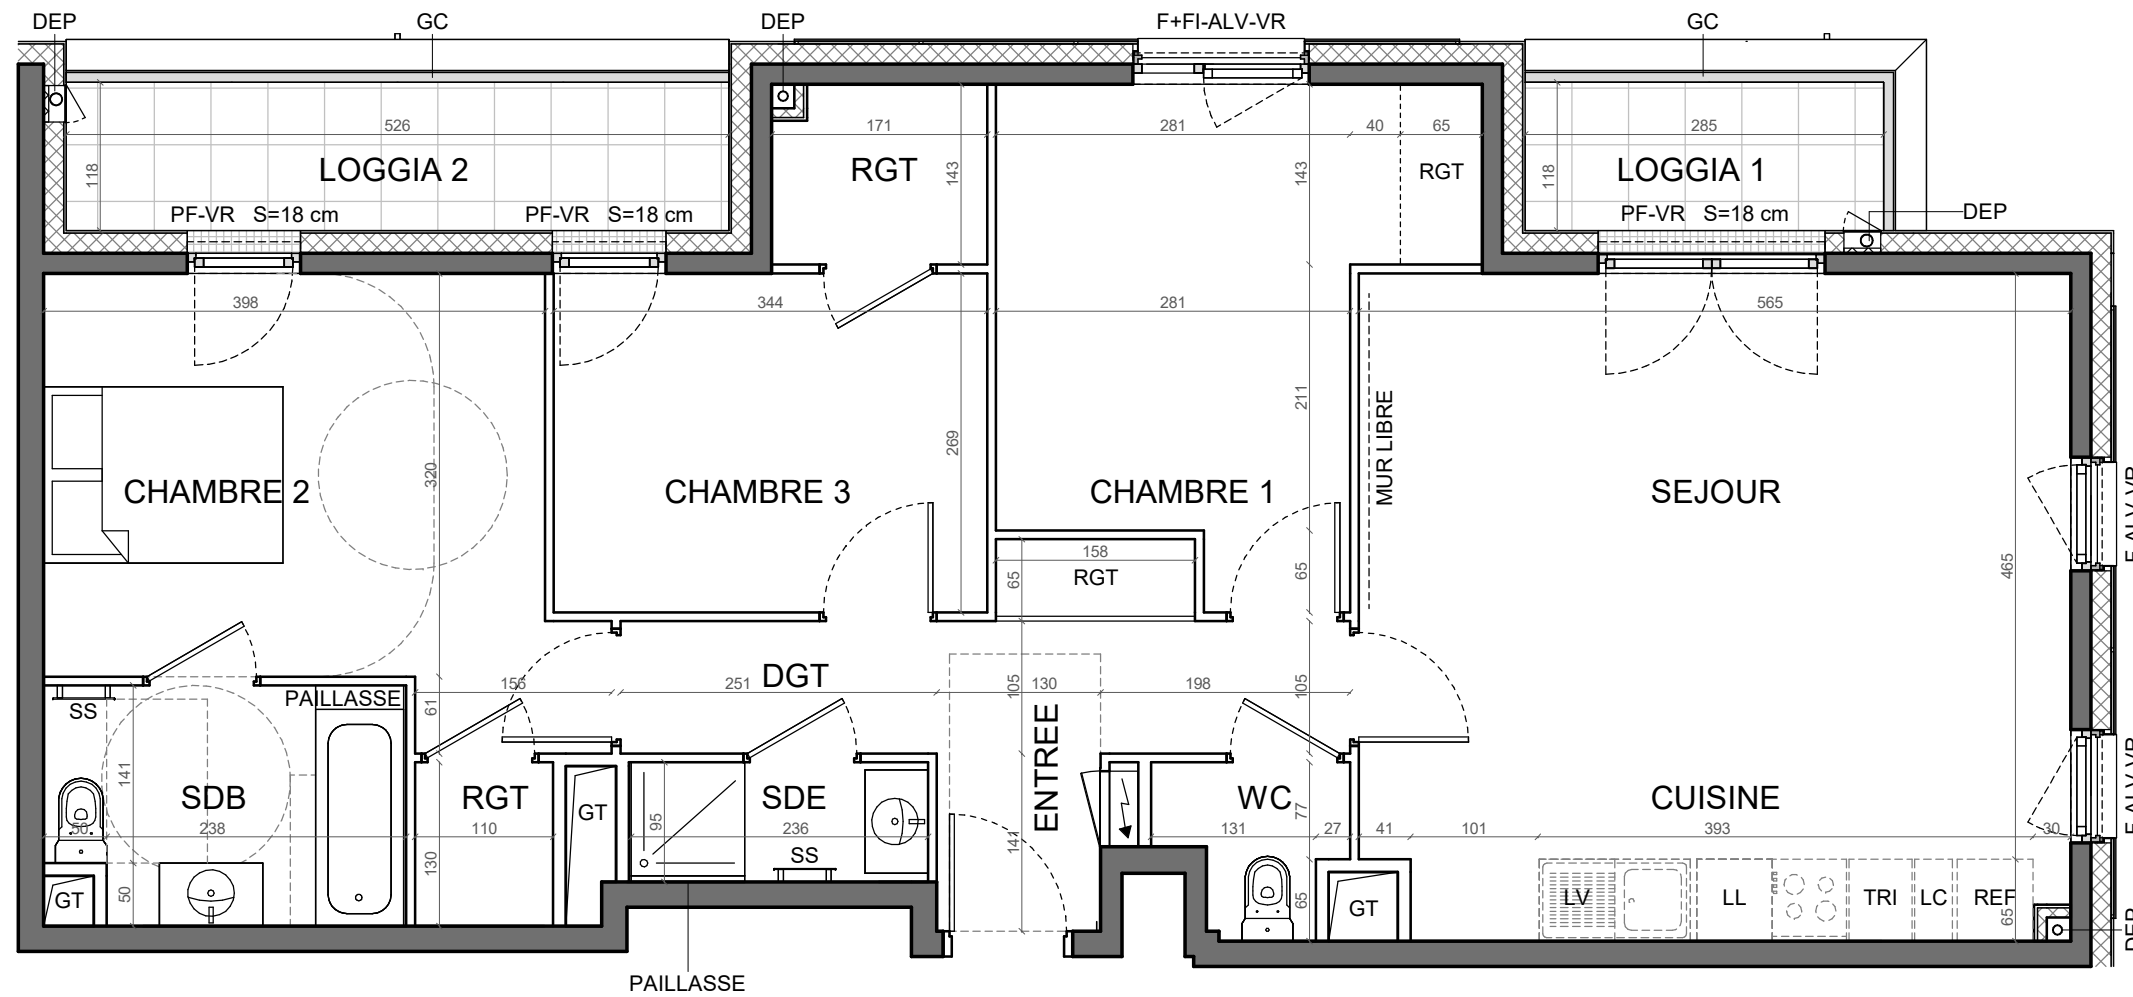 DEP
GC
DEP
F+FI-ALV-VR
GC
526
171
281
40
65
285
118
LOGGIA 2
RGT
143
143
RGT
118
LOGGIA 1
PF-VR S=18 cm
PF-VR S=18 cm
PF-VR S=18 cm
DEP
398
344
281
565
MUR LIBRE
211
269
320
CHAMBRE 2
CHAMBRE 3
CHAMBRE 1
SEJOUR
F-ALV-VR
465
158
RGT
65
65
DGT
156
251
105
130
198
105
61
PAILLASSE
SS
ENTREE
141
SDB
RGT
GT
95
SDE
WC
77
CUISINE
F-ALV-VR
50
238
110
236
141
131
27
41
101
393
30
SS
130
50
GT
65
GT
LV
LL
TRI
LC
REF
65
DEP
PAILLASSE